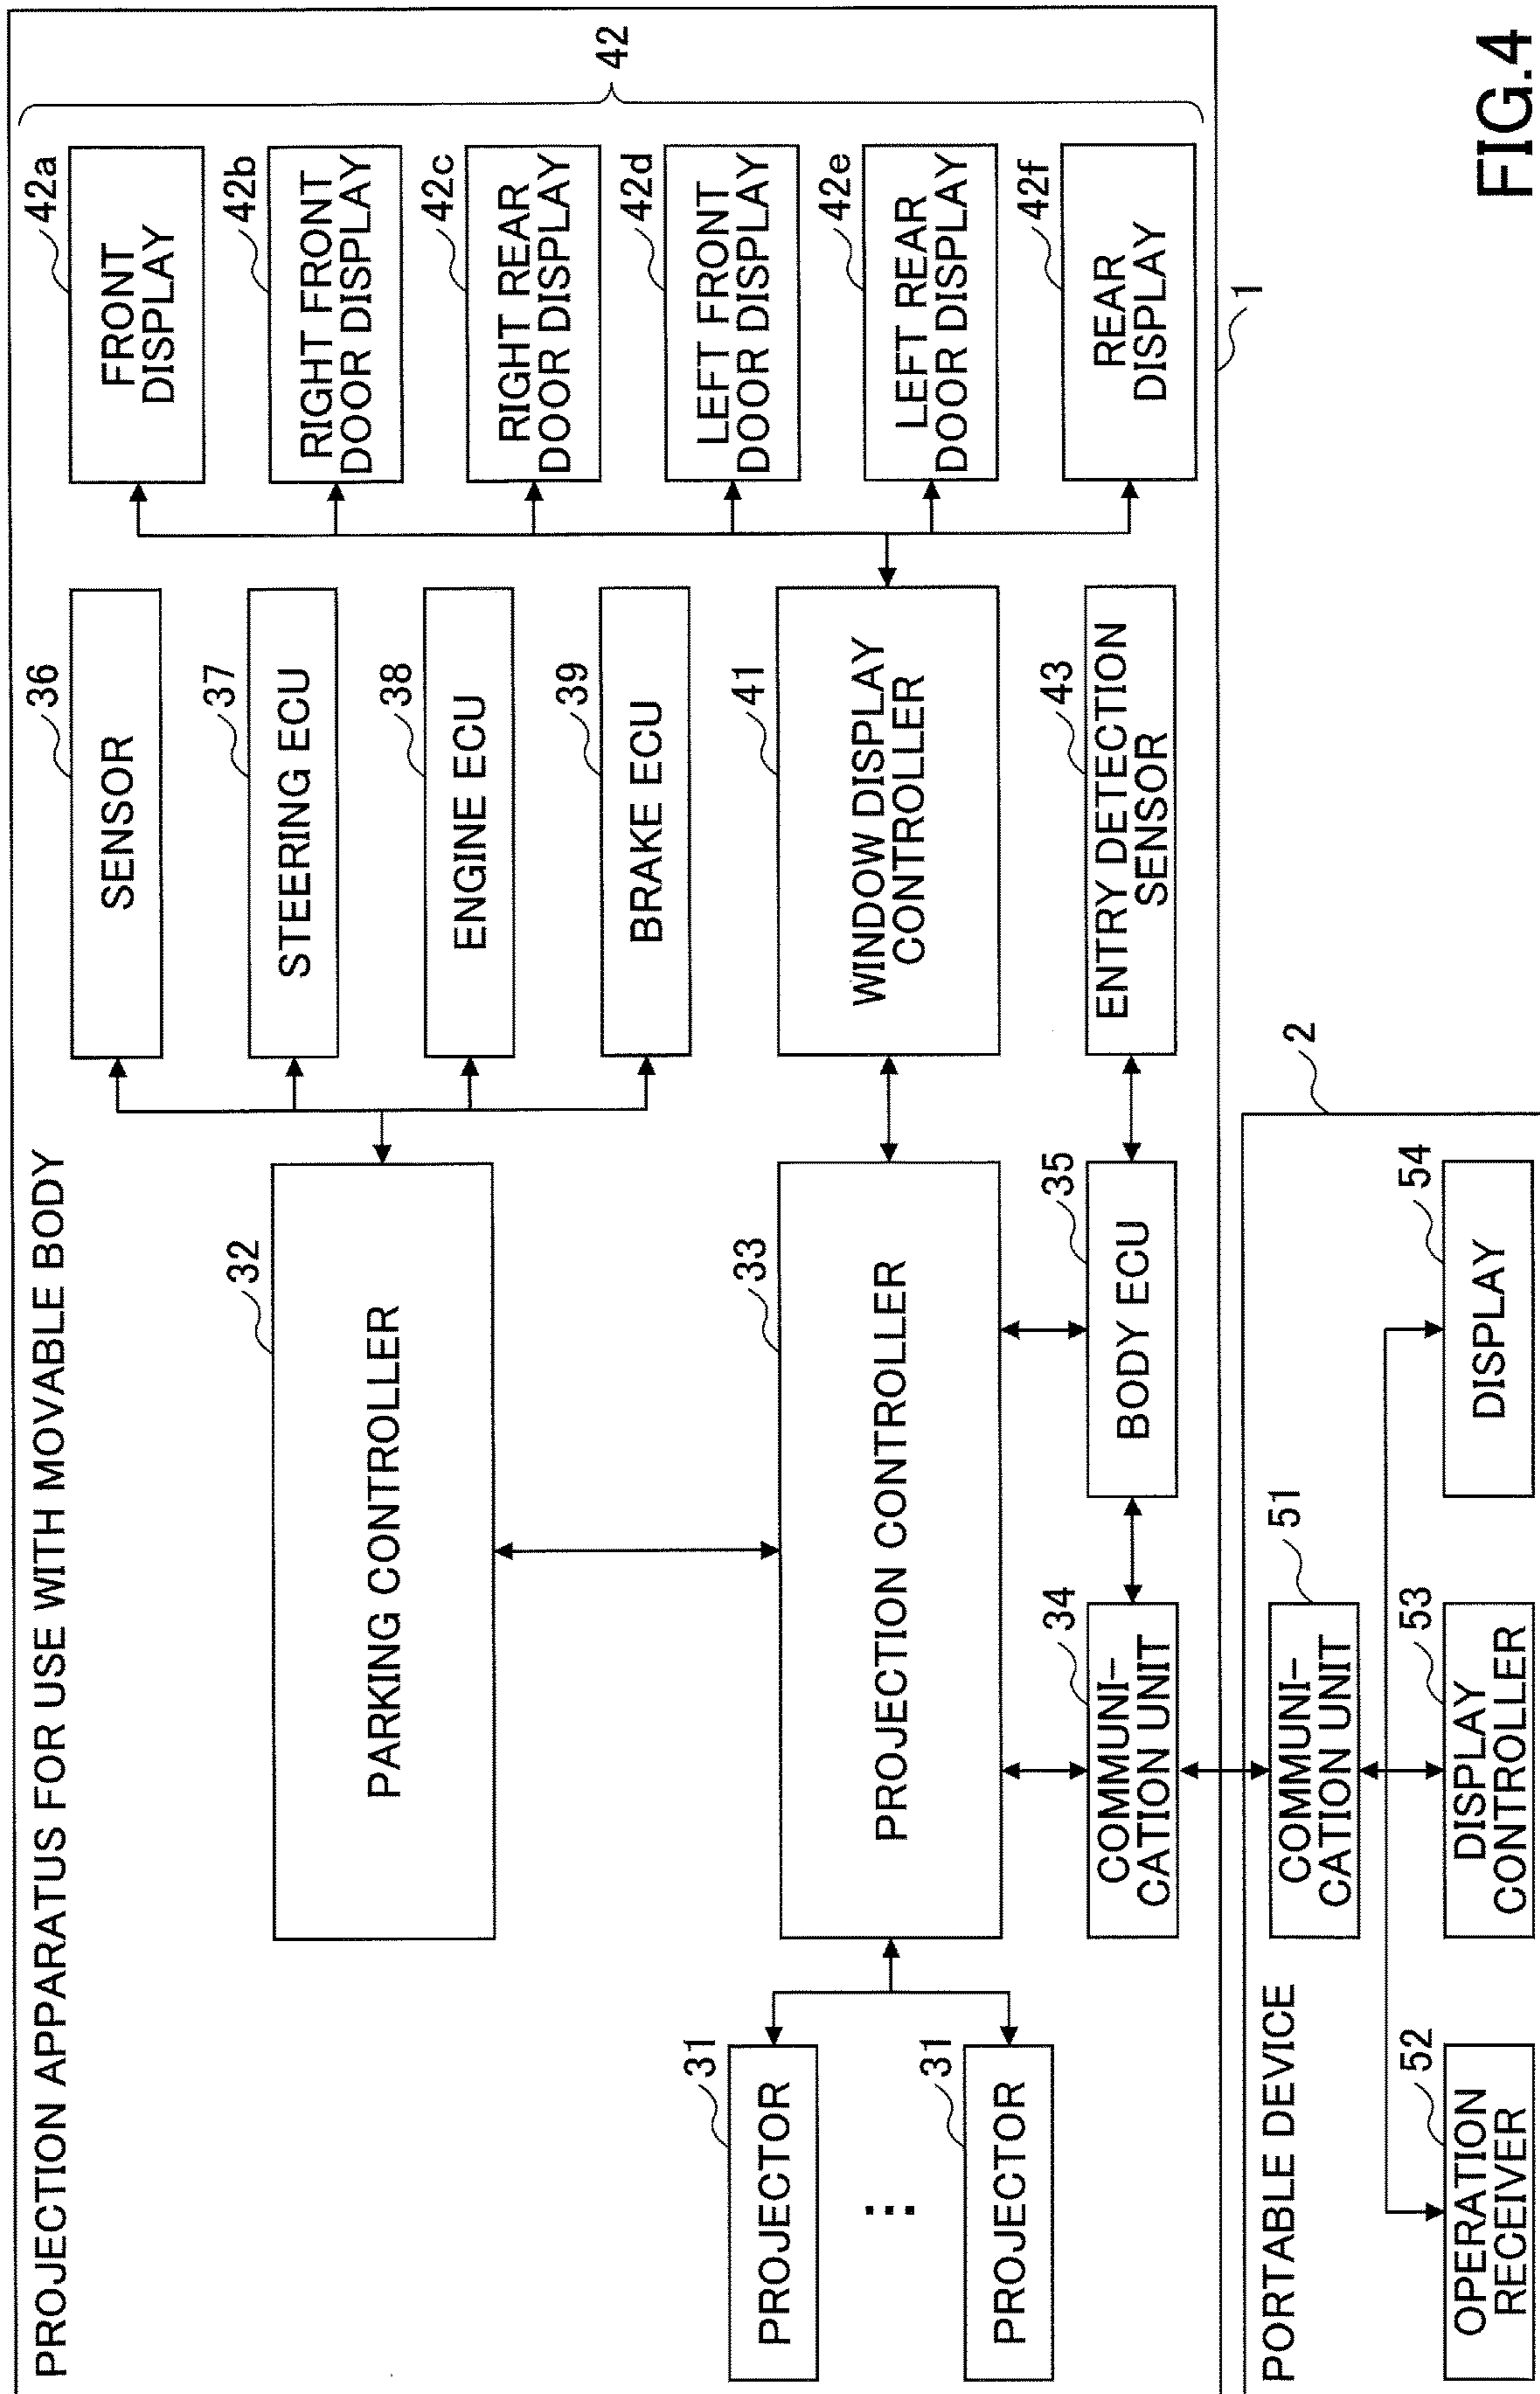 FIG.4
PROJECTION APPARATUS FOR USE WITH MOVABLE BODY
32
PARKING CONTROLLER
36
SENSOR
37
STEERING ECU
38
ENGINE ECU
39
BRAKE ECU
42
42a
FRONT
DISPLAY
42b
RIGHT FRONT
DOOR DISPLAY
42c
RIGHT REAR
DOOR DISPLAY
42d
LEFT FRONT
DOOR DISPLAY
42e
LEFT REAR
DOOR DISPLAY
42f
REAR
DISPLAY
31
PROJECTOR
31
PROJECTOR
33
PROJECTION CONTROLLER
41
WINDOW DISPLAY
CONTROLLER
34
COMMUNI-
CATION UNIT
35
BODY ECU
43
ENTRY DETECTION
SENSOR
1
PORTABLE DEVICE
2
51
COMMUNI-
CATION UNIT
52
OPERATION
RECEIVER
53
DISPLAY
CONTROLLER
54
DISPLAY